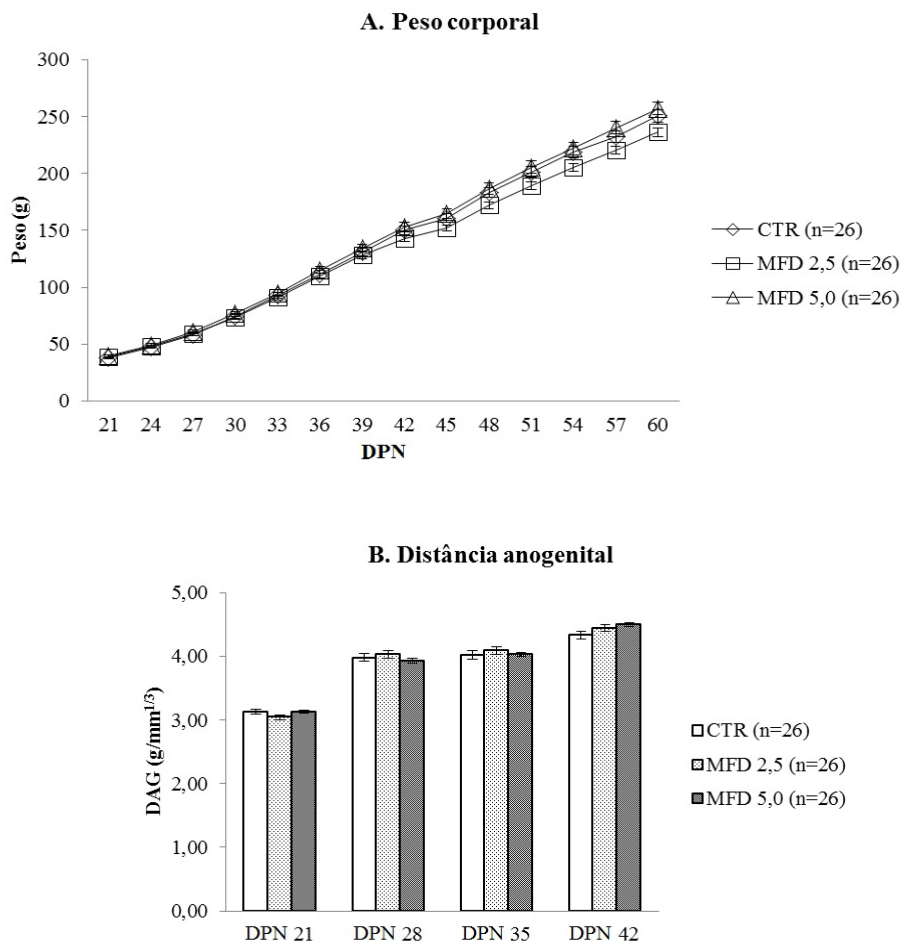 A. Peso corporal
300
250
200
150
100
50
0
Peso (g)
21 24 27 30 33 36 39 42 45 48 51 54 57 60
DPN
CTR (n=26)
MFD 2,5 (n=26)
MFD 5,0 (n=26)
B. Distância anogenital
5,00
4,00
3,00
2,00
1,00
0,00
DAG (g/mm1/3)
DPN 21 DPN 28 DPN 35 DPN 42
CTR (n=26)
MFD 2,5 (n=26)
MFD 5,0 (n=26)